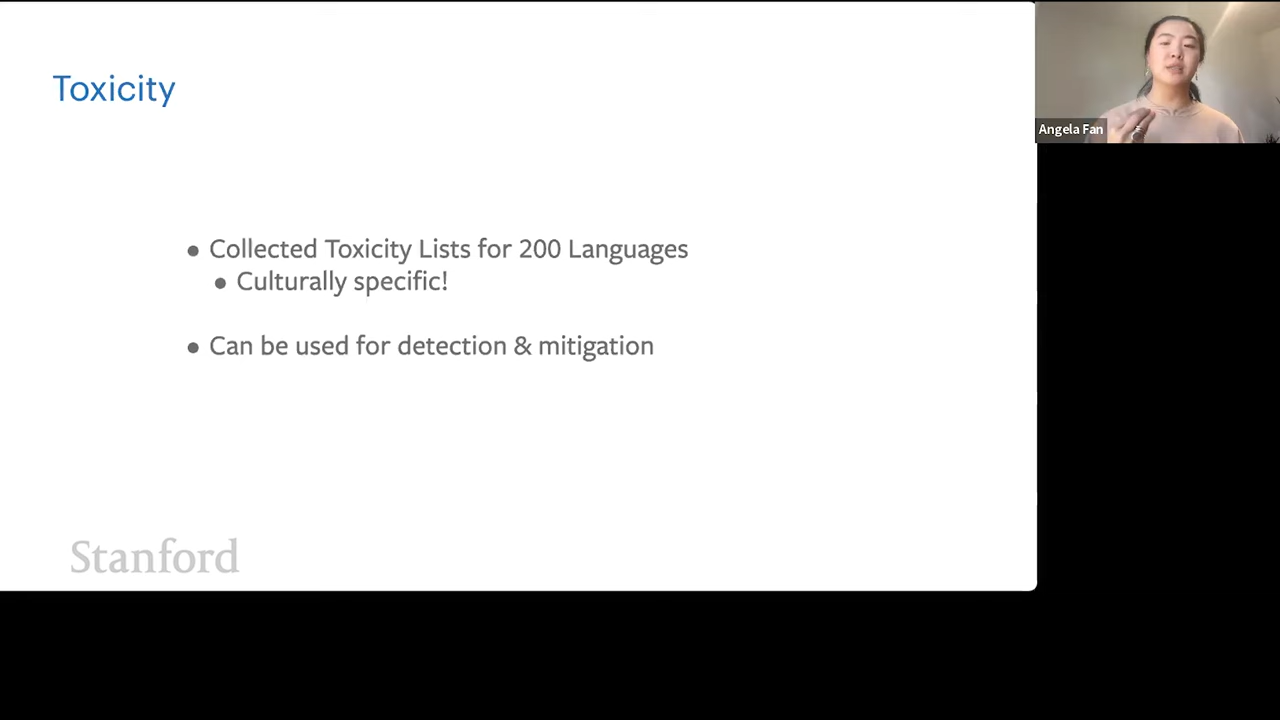 Toxicity
Angela Fan
● Collected Toxicity Lists for 200 Languages
● Culturally specific!
● Can be used for detection & mitigation
Stanford